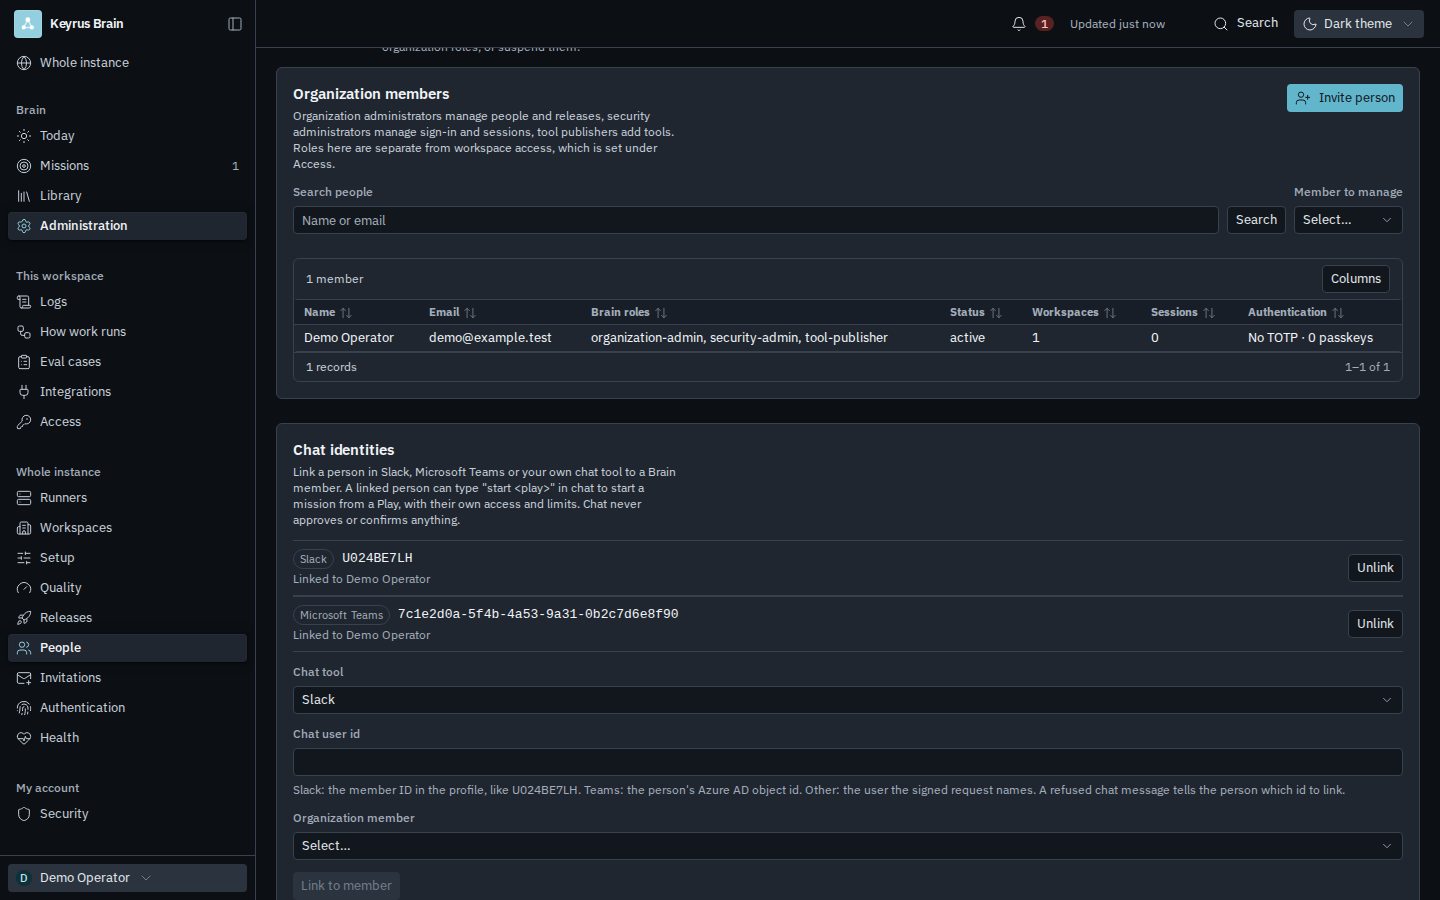 Keyrus Brain
Whole instance
Brain
Today
Missions 1
Library
Administration
This workspace
Logs
How work runs
Eval cases
Integrations
Access
Whole instance
Runners
Workspaces
Setup
Quality
Releases
People
Invitations
Authentication
Health
My account
Security
D Demo Operator
1 Updated just now Search Dark theme
organization roles, or suspend them.
Organization members
Invite person
Organization administrators manage people and releases, security
administrators manage sign-in and sessions, tool publishers add tools.
Roles here are separate from workspace access, which is set under
Access.
Search people Member to manage
Name or email Search Select...
1 member Columns
Name Email Brain roles Status Workspaces Sessions Authentication
Demo Operator demo@example.test organization-admin, security-admin, tool-publisher active 1 0 No TOTP · 0 passkeys
1 records 1–1 of 1
Chat identities
Link a person in Slack, Microsoft Teams or your own chat tool to a Brain
member. A linked person can type "start <play>" in chat to start a
mission from a Play, with their own access and limits. Chat never
approves or confirms anything.
Slack U024BE7LH
Linked to Demo Operator
Unlink
Microsoft Teams 7c1e2d0a-5f4b-4a53-9a31-0b2c7d6e8f90
Linked to Demo Operator
Unlink
Chat tool
Slack
Chat user id
Slack: the member ID in the profile, like U024BE7LH. Teams: the person's Azure AD object id. Other: the user the signed request names. A refused chat message tells the person which id to link.
Organization member
Select...
Link to member